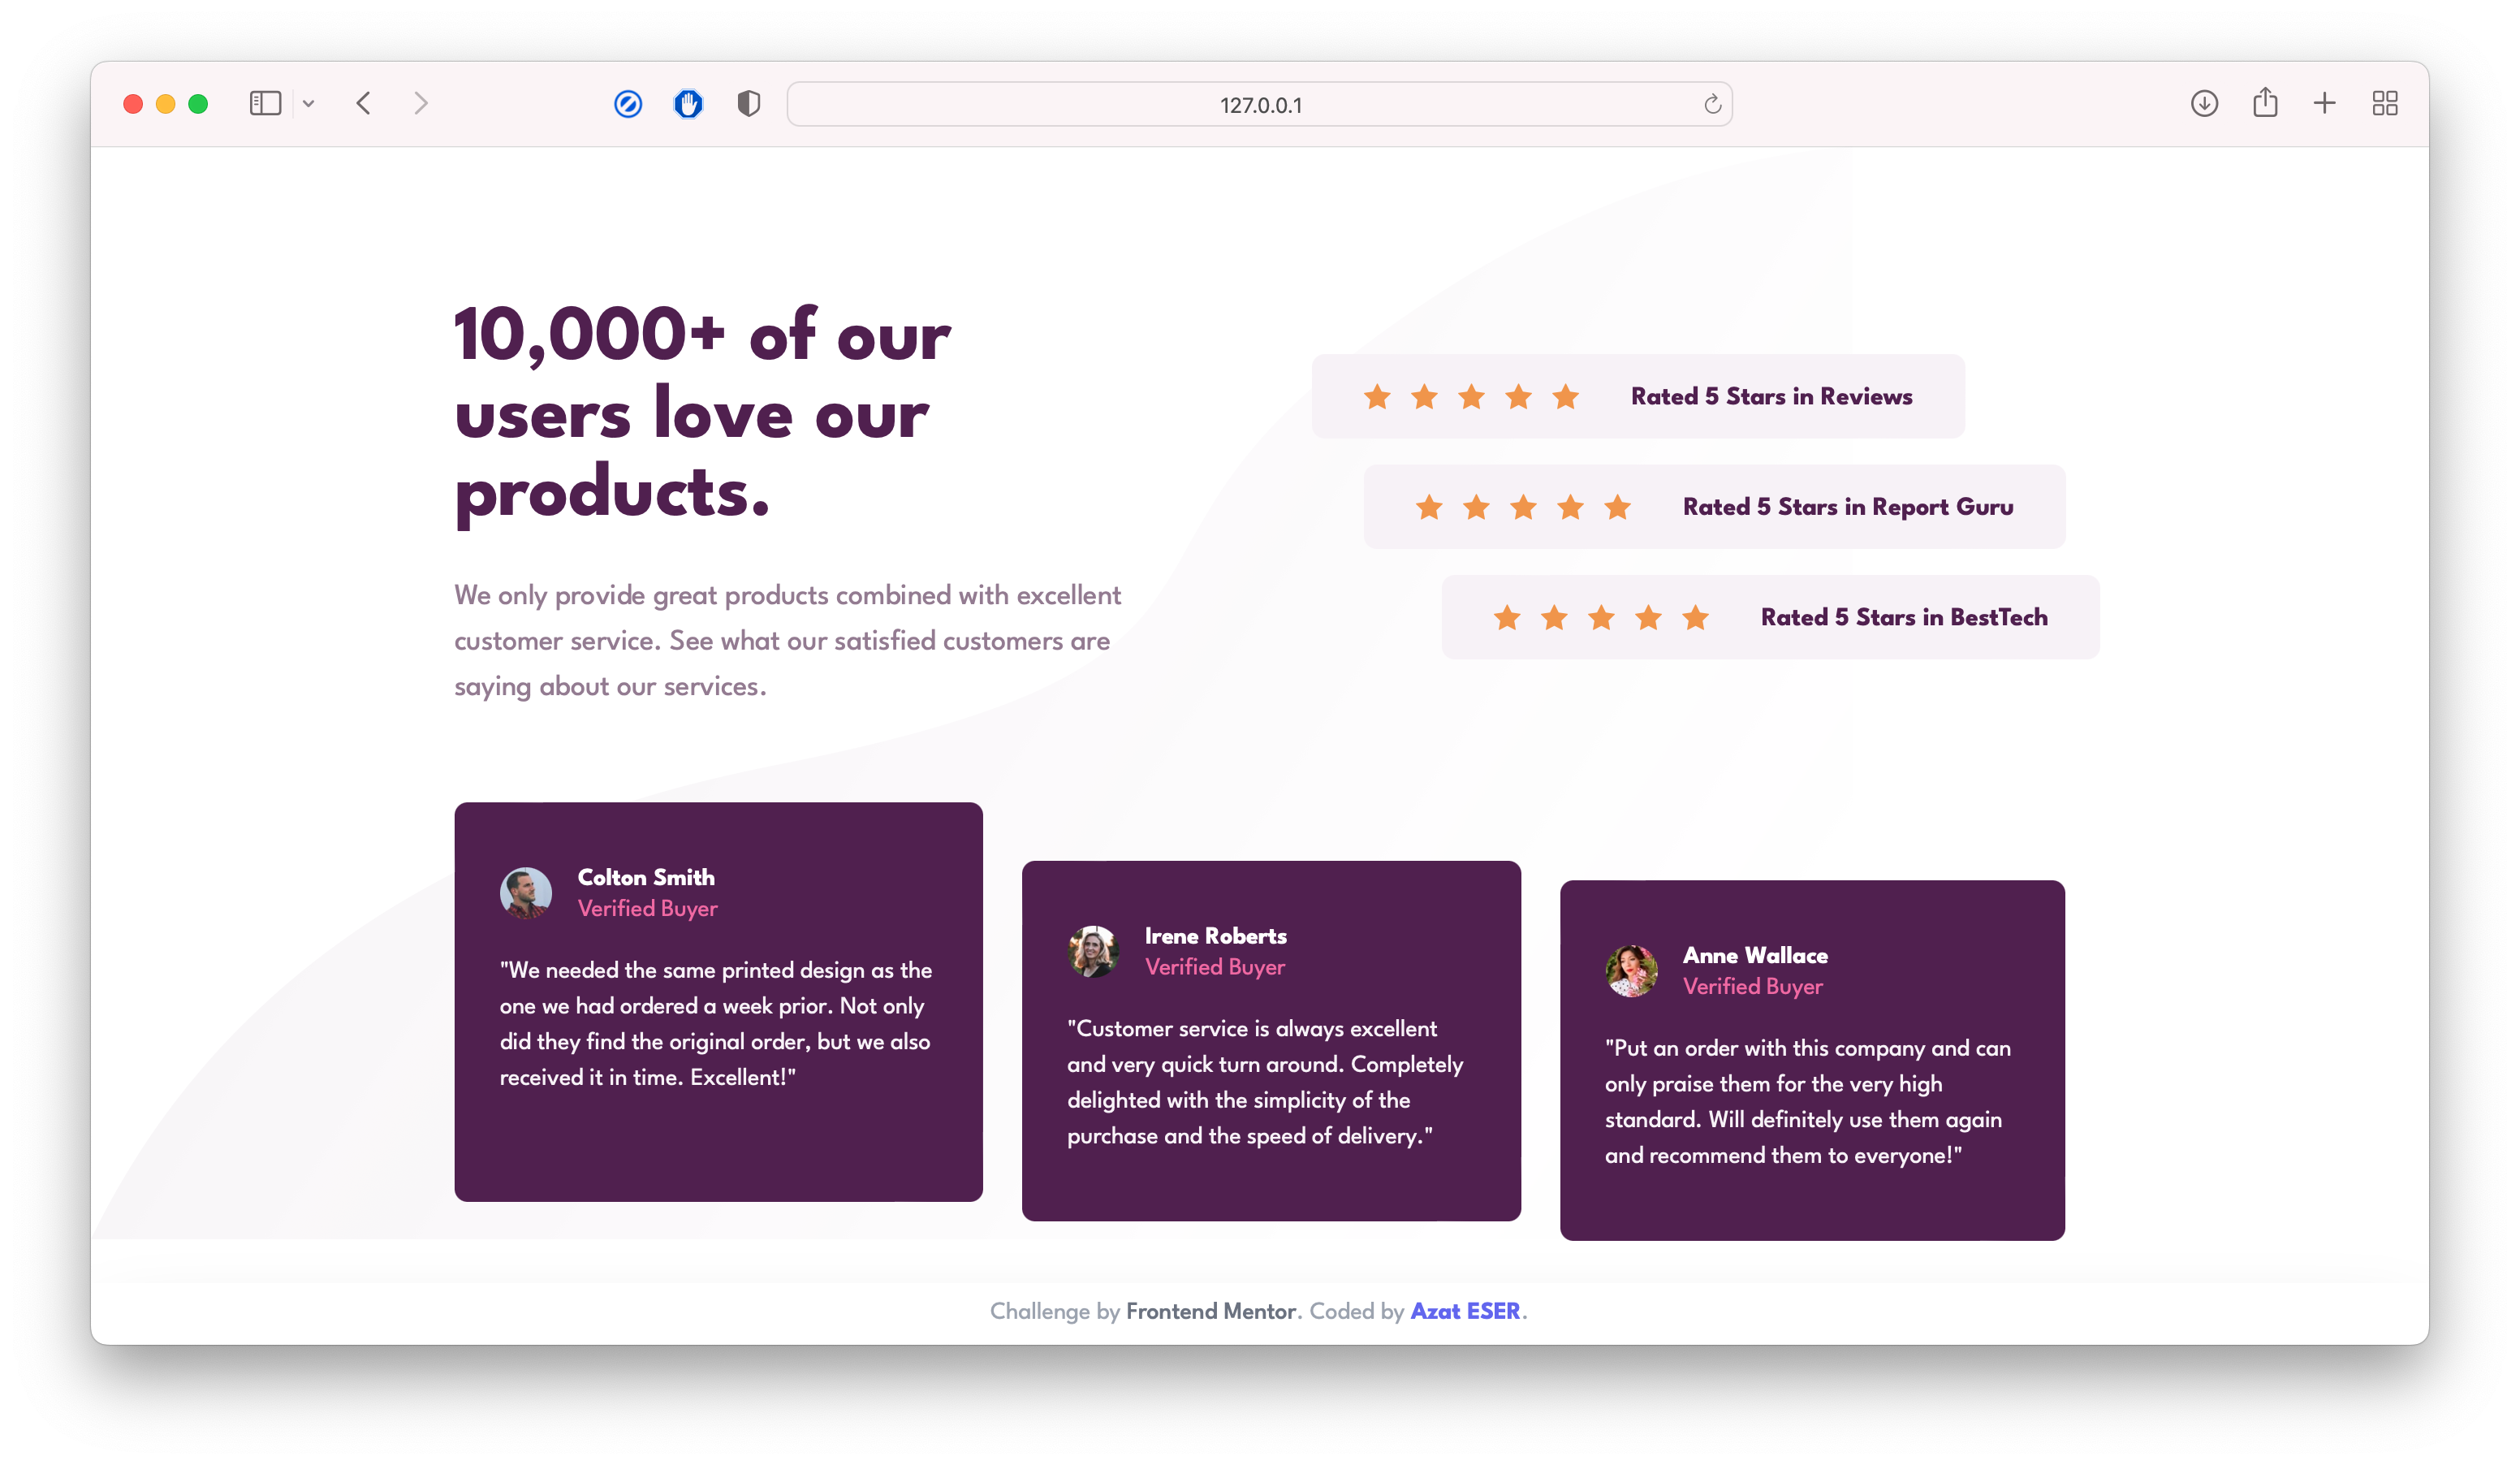 127.0.0.1
10,000+ of our
users love our
products.
We only provide great products combined with excellent
customer service. See what our satisfied customers are
saying about our services.
Rated 5 Stars in Reviews
Rated 5 Stars in Report Guru
Rated 5 Stars in BestTech
Colton Smith
Verified Buyer
"We needed the same printed design as the
one we had ordered a week prior. Not only
did they find the original order, but we also
received it in time. Excellent!"
Irene Roberts
Verified Buyer
"Customer service is always excellent
and very quick turn around. Completely
delighted with the simplicity of the
purchase and the speed of delivery."
Anne Wallace
Verified Buyer
"Put an order with this company and can
only praise them for the very high
standard. Will definitely use them again
and recommend them to everyone!"
Challenge by Frontend Mentor. Coded by Azat ESER.